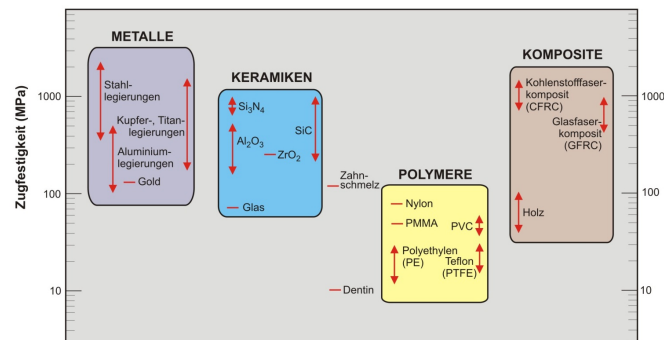 METALLE
KERAMIKEN
KOMPOSITE
POLYMERE
Zugfestigkeit (MPa)
1000
100
10
Stahl-
legierungen
Kupfer-, Titan-
legierungen
Aluminium-
legierungen
Gold
Si3N4
Al2O3
SiC
ZrO2
Glas
Zahn-
schmelz
Dentin
Nylon
PMMA
PVC
Polyethylen
(PE)
Teflon
(PTFE)
Kohlenstofffaser-
komposit
(CFRC)
Glasfaser-
komposit
(GFRC)
Holz
1000
100
10